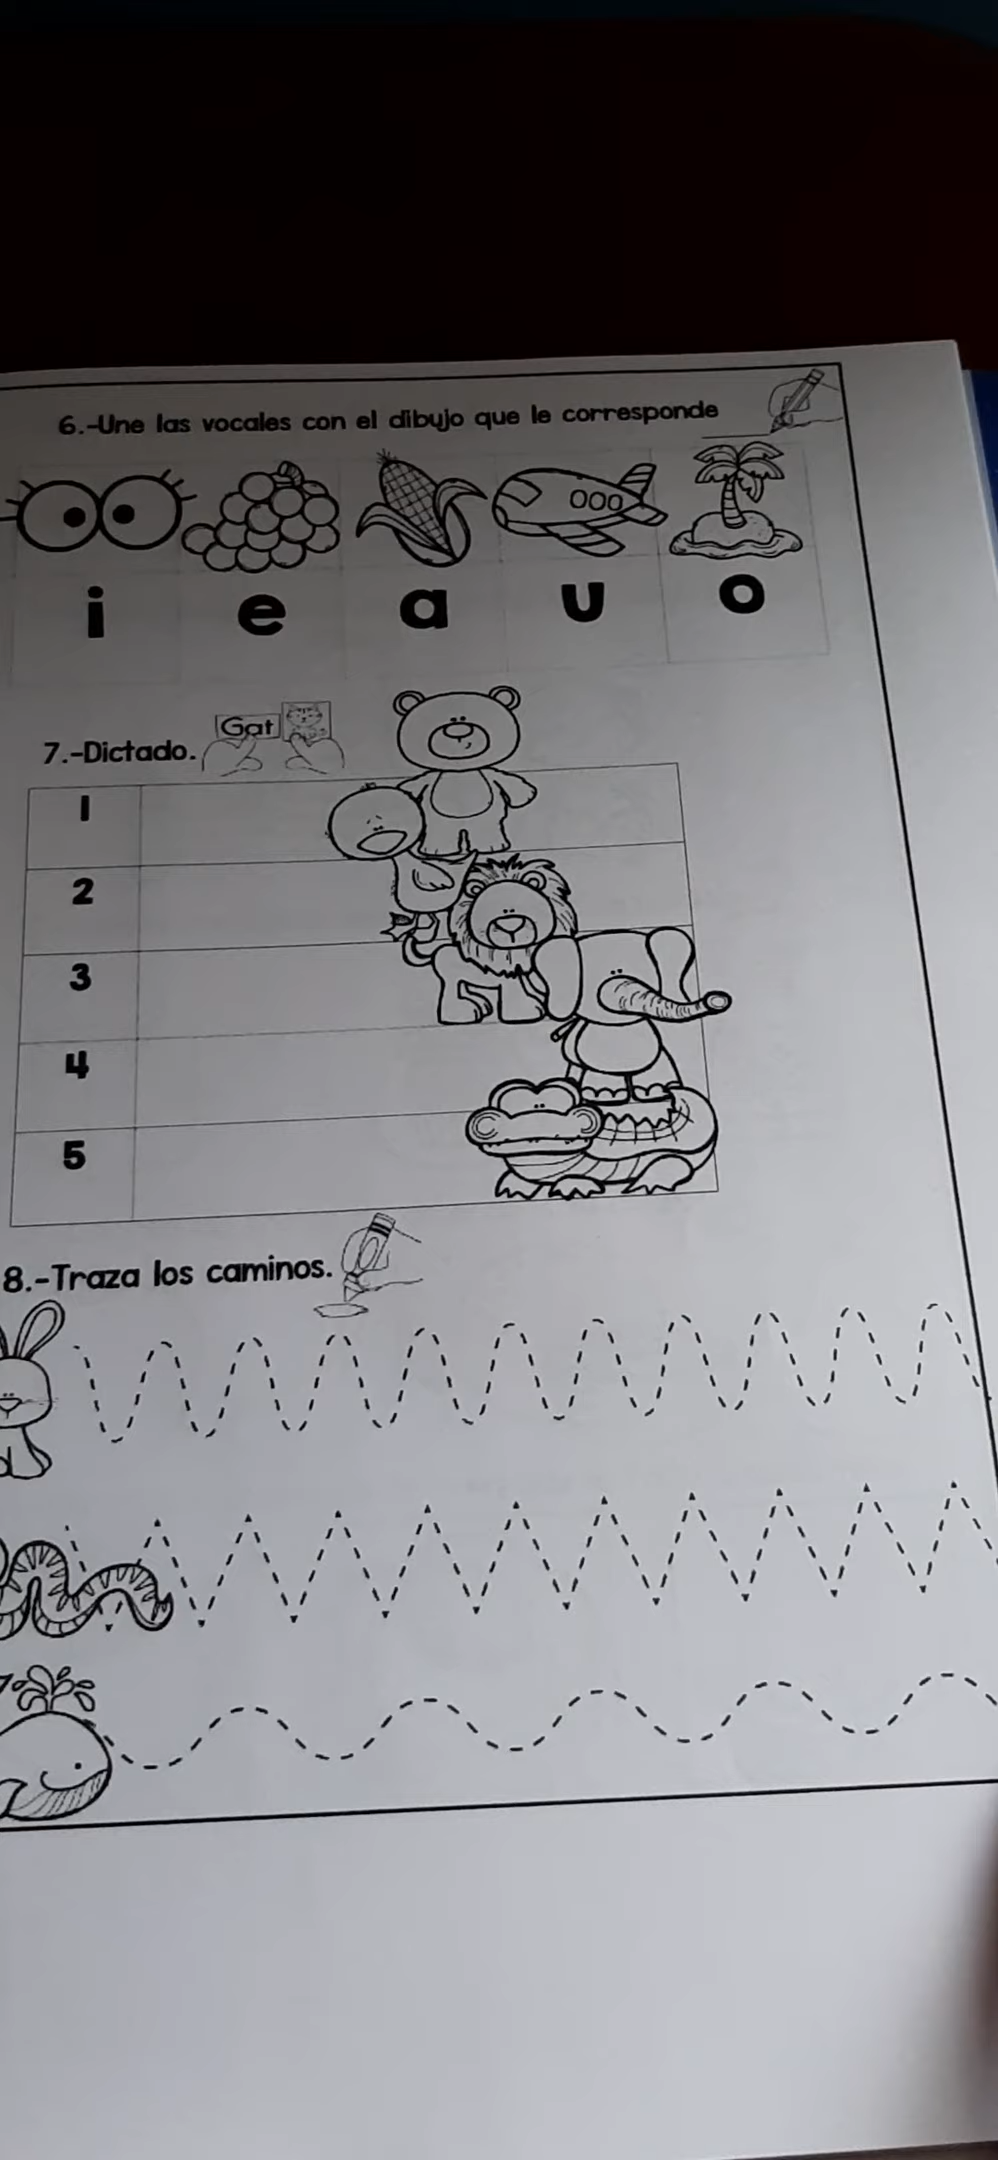 6.-Une las vocales con el dibujo que le corresponde
i e a u o
Gat
7.-Dictado.
1
2
3
4
5
8.-Traza los caminos.